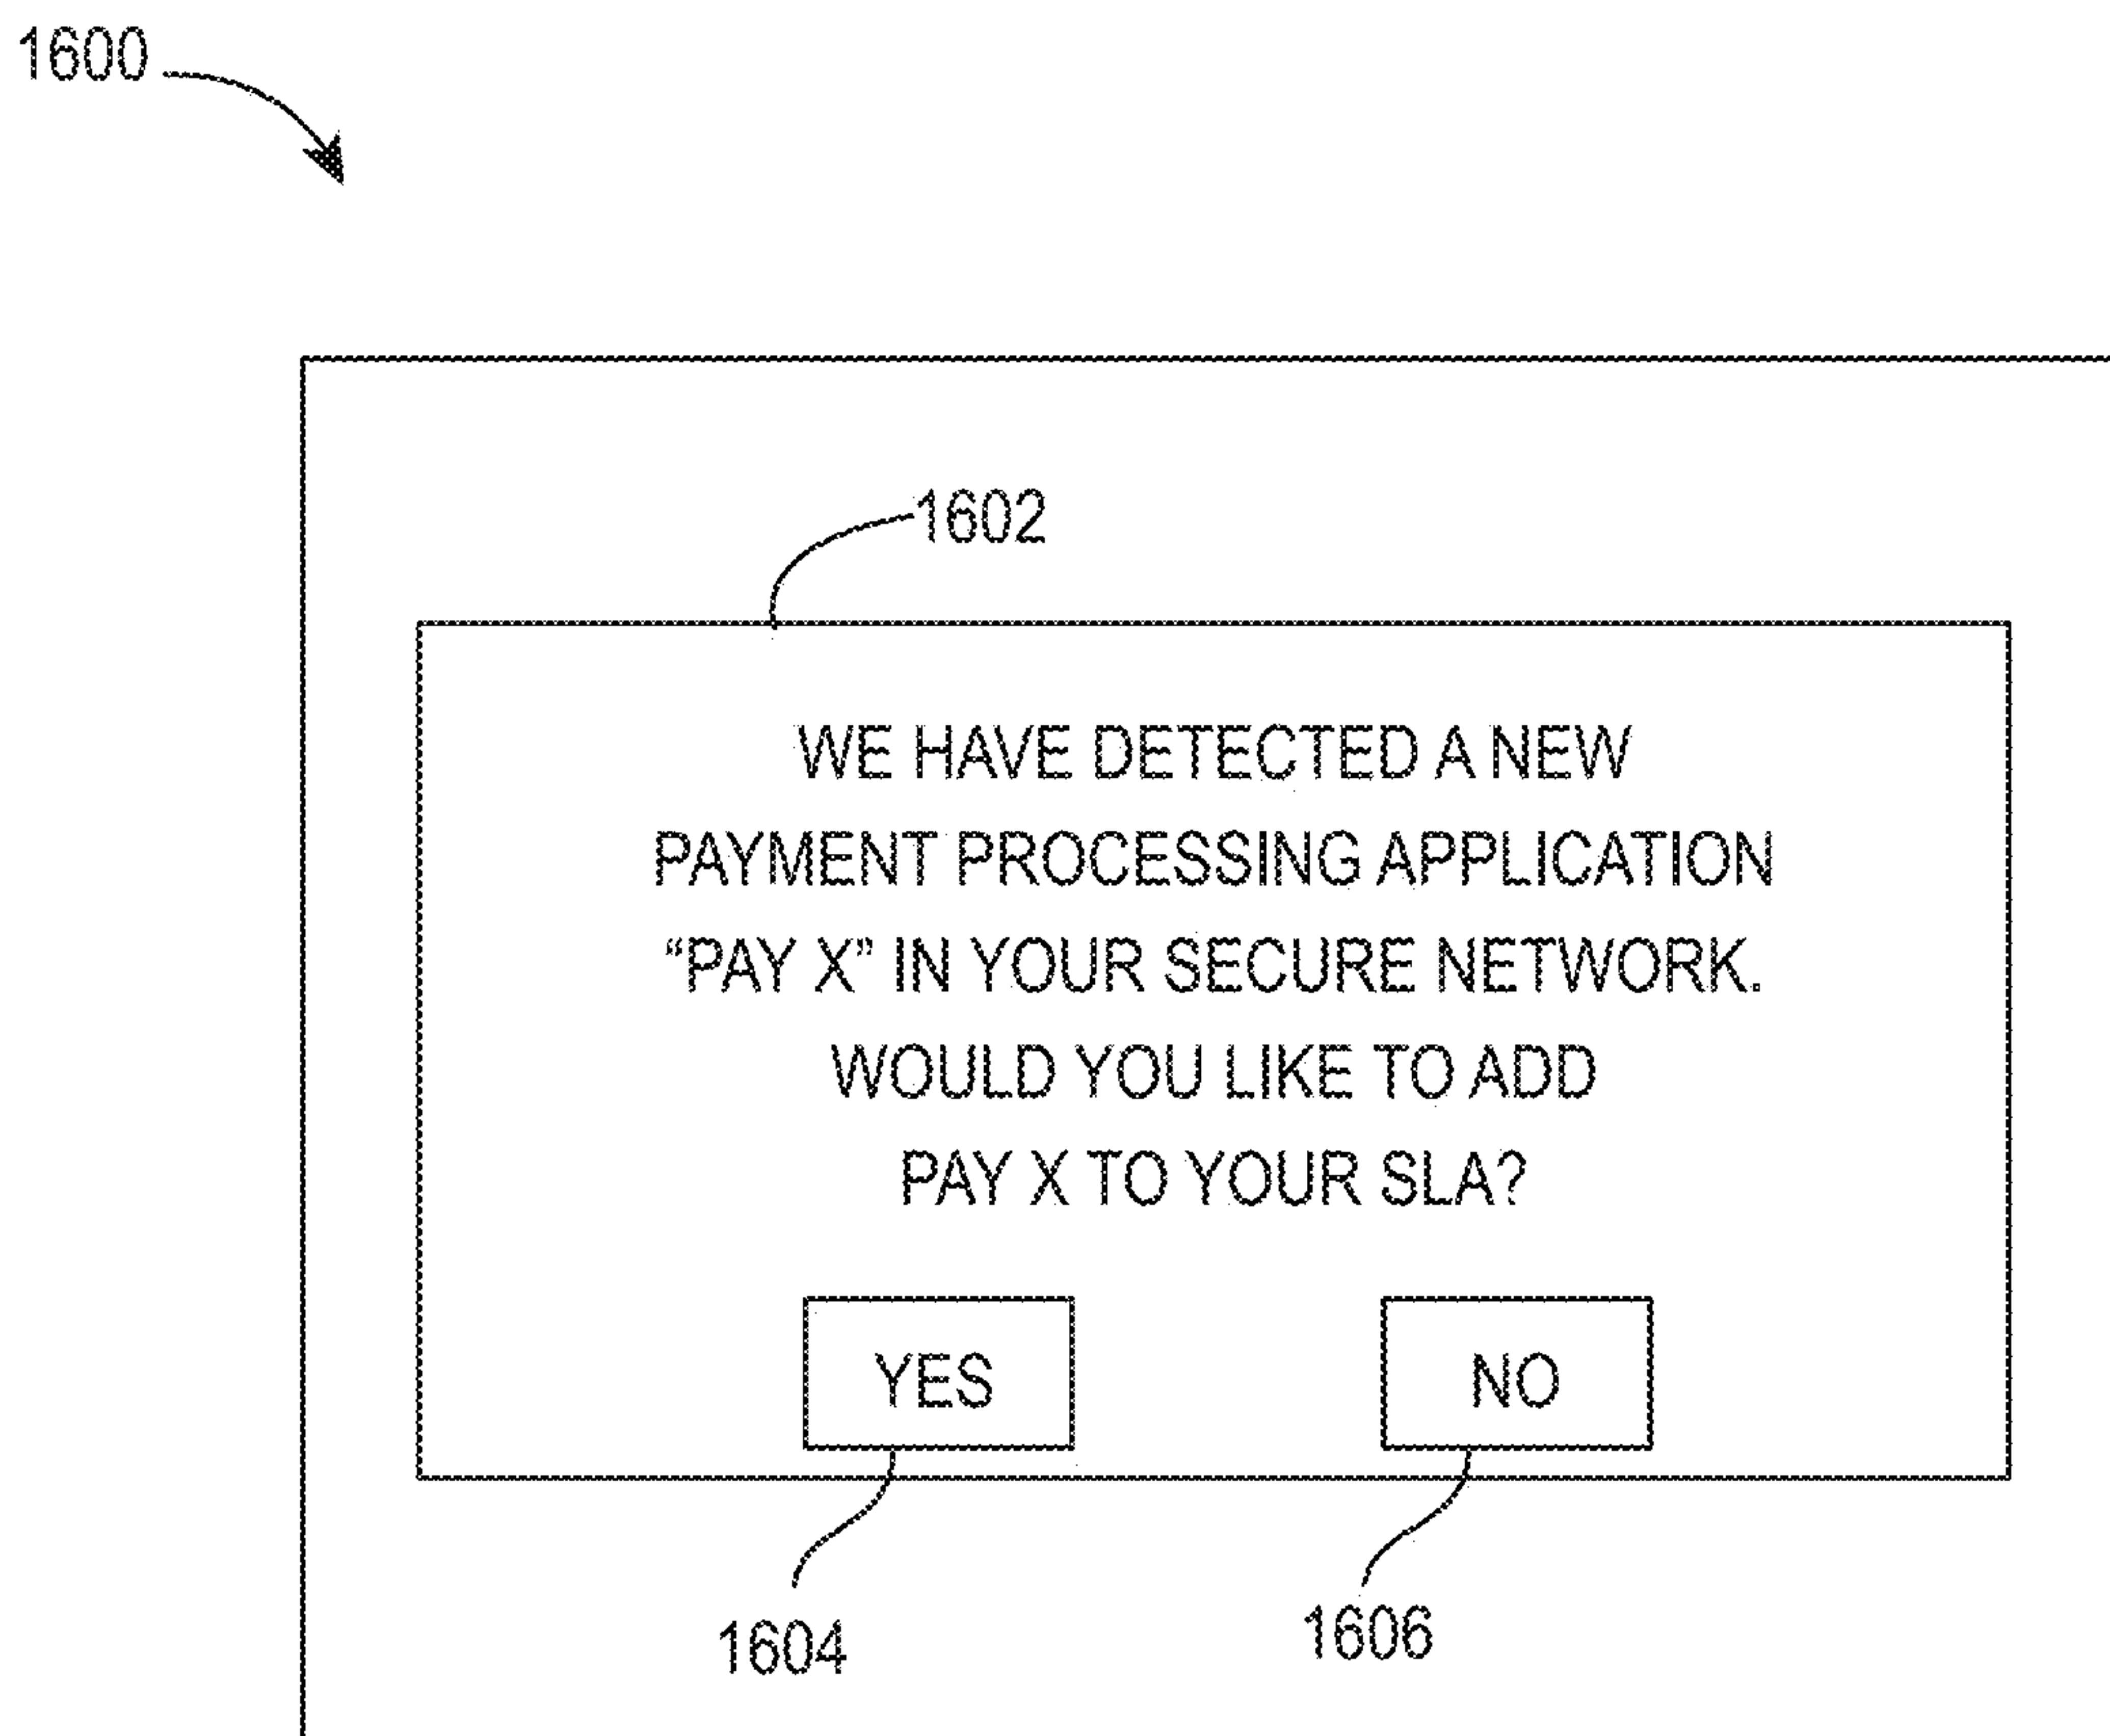 1600
1602
WE HAVE DETECTED A NEW
PAYMENT PROCESSING APPLICATION
“PAY X” IN YOUR SECURE NETWORK.
WOULD YOU LIKE TO ADD
PAY X TO YOUR SLA?
YES NO
1604 1606